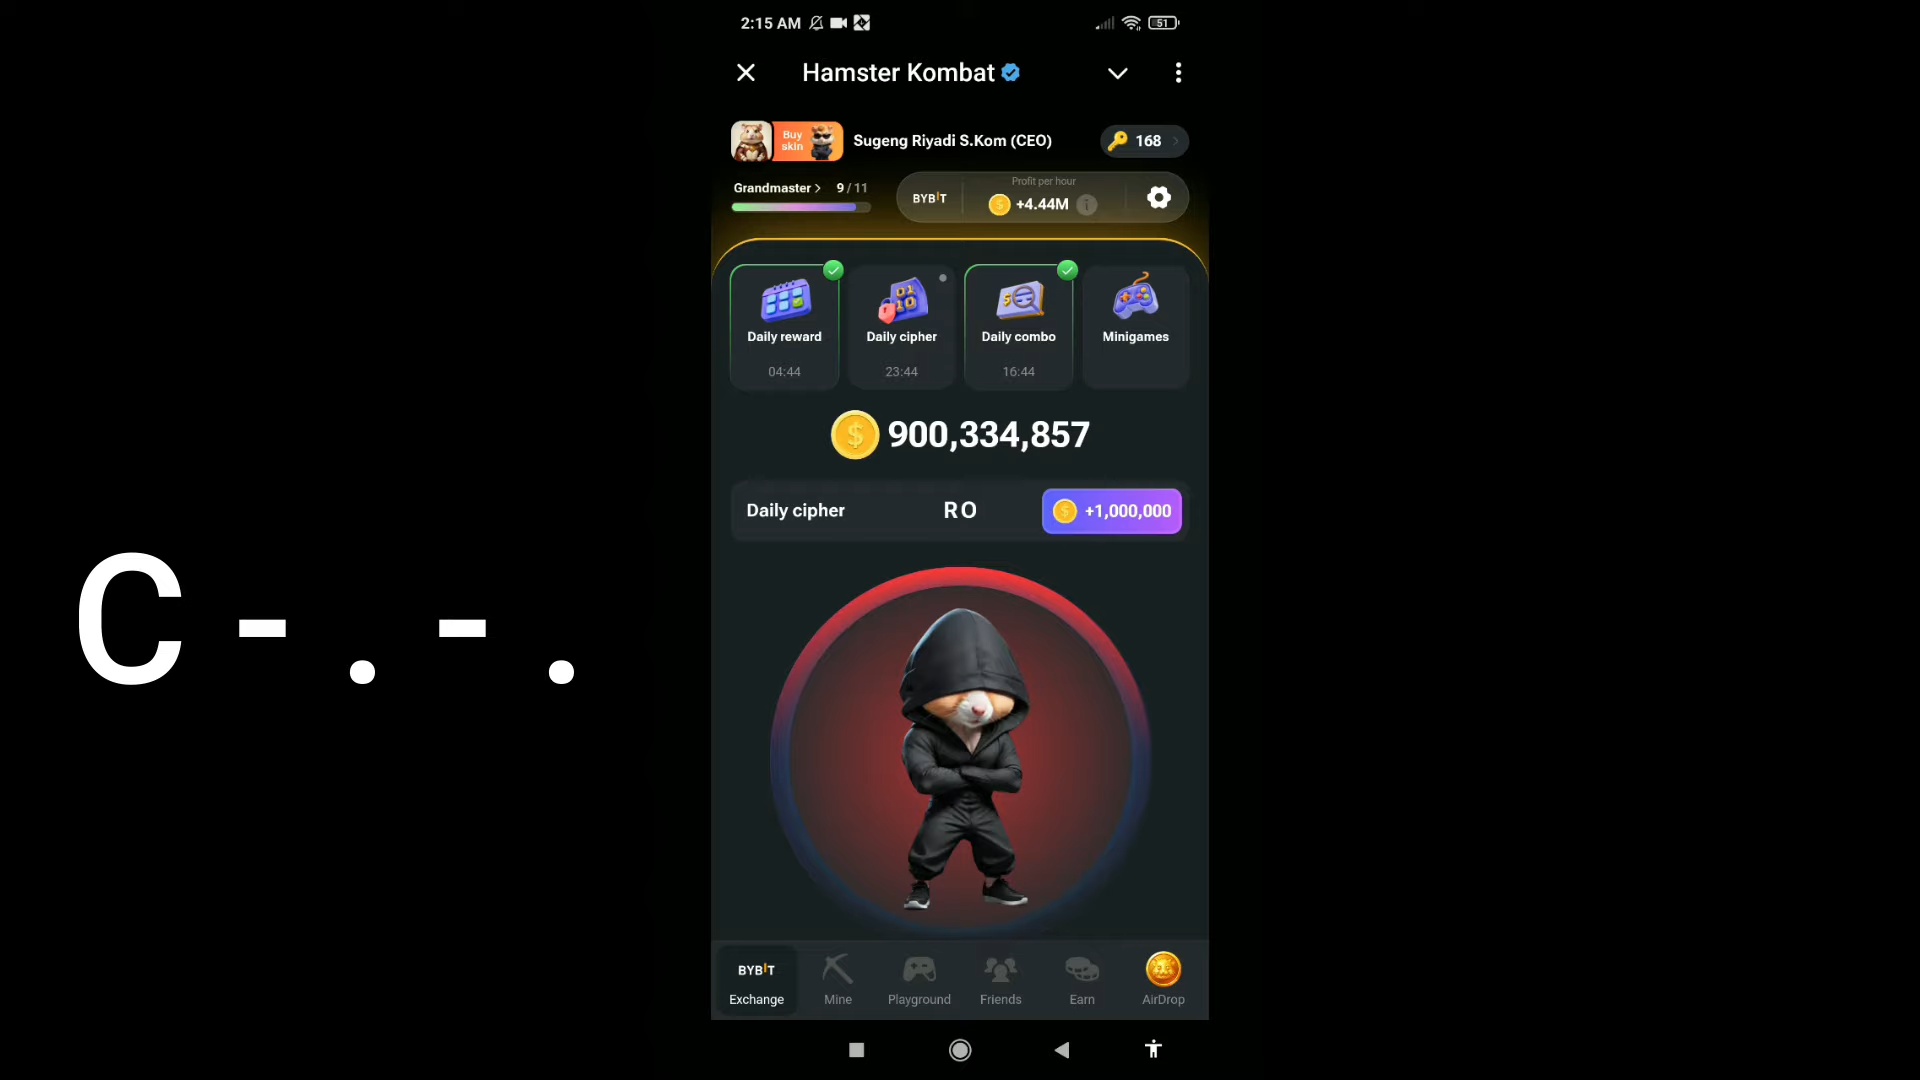 2:15 AM 51
Hamster Kombat
Buy skin
Sugeng Riyadi S.Kom (CEO)
168
Grandmaster > 9 / 11
BYBIT
Profit per hour
+4.44M
Daily reward
04:44
Daily cipher
23:44
Daily combo
16:44
Minigames
900,334,857
Daily cipher RO +1,000,000
C - . - .
BYBIT
Exchange Mine Playground Friends Earn AirDrop